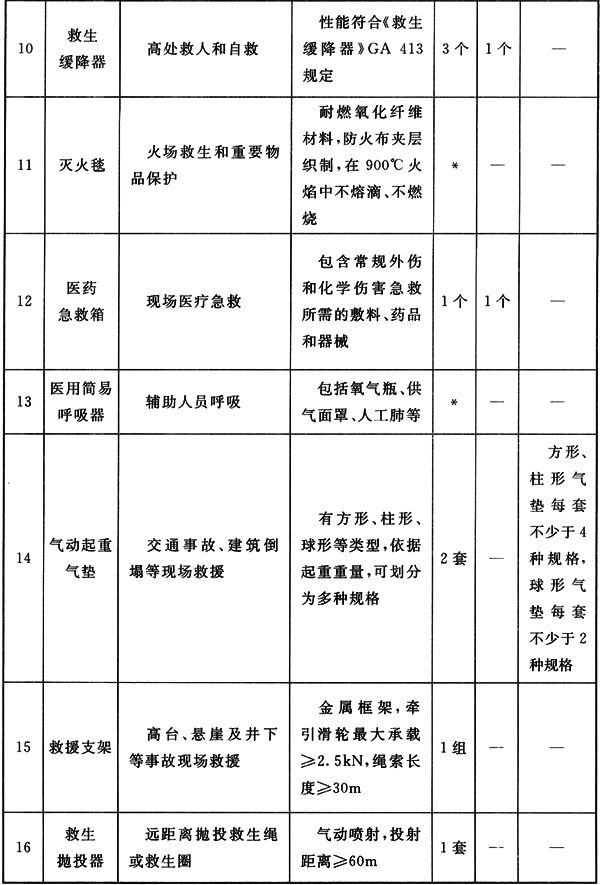 10 救生 高处救人和自救 性能符合《救生 3个 1个 —
缓降器 缓降器》GA 413
规定
11 灭火毯 火场救生和重要物 耐燃氧化纤维 * — —
品保护 材料,防火布夹层
织制,在900℃火
焰中不熔滴、不燃
烧
12 医药 现场医疗急救 包含常规外伤 1个 1个 —
急救箱 和化学伤害急救
所需的敷料、药品
和器械
13 医用简易 辅助人员呼吸 包括氧气瓶、供 * — —
呼吸器 气面罩、人工肺等
14 气动起重 交通事故、建筑倒 有方形、柱形、 2套 — 方形、
气垫 塌等现场救援 球形等类型,依据 柱形气
起重重量,可划分 垫每套
为多种规格 不少于4
种规格,
球形气
垫每套
不少于2
种规格
15 救援支架 高台、悬崖及井下 金属框架,牵 1组 — —
等事故现场救援 引滑轮最大承载
≥2.5kN,绳索长
度≥30m
16 救生 远距离抛投救生绳 气动喷射,投射 1套 — —
抛投器 或救生圈 距离≥60m